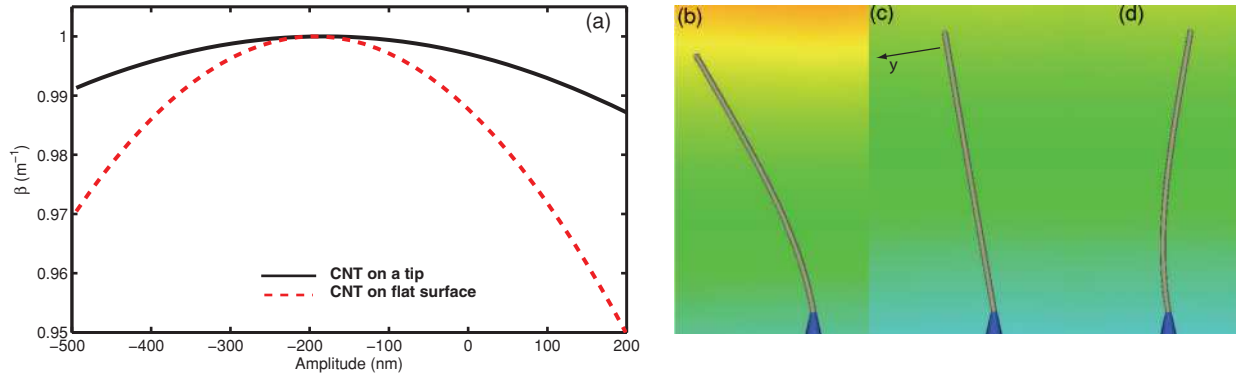 (a)
1
0.99
0.98
0.97
0.96
0.95
β (m⁻¹)
CNT on a tip
CNT on flat surface
−500 −400 −300 −200 −100 0 100 200
Amplitude (nm)
(b) (c) (d)
y